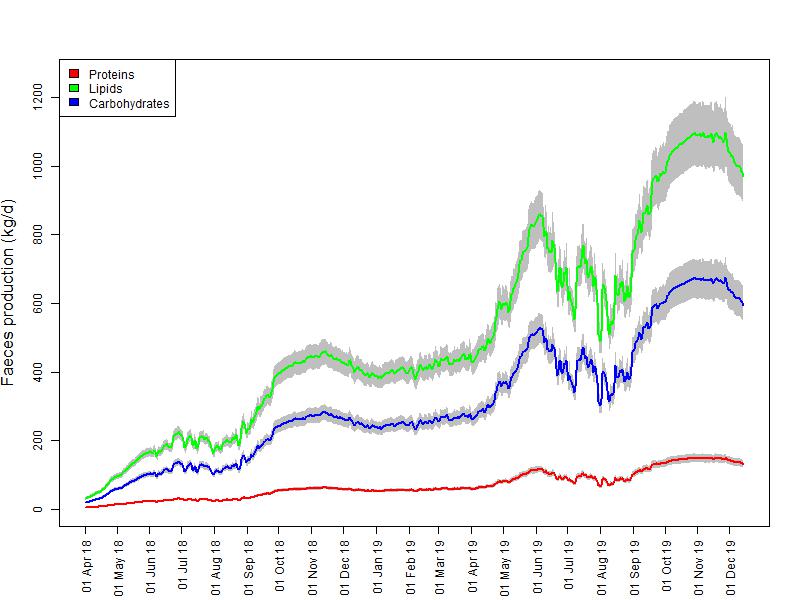 Proteins
Lipids
Carbohydrates
Faeces production (kg/d)
1200
1000
800
600
400
200
0
01 Apr 18
01 May 18
01 Jun 18
01 Jul 18
01 Aug 18
01 Sep 18
01 Oct 18
01 Nov 18
01 Dec 18
01 Jan 19
01 Feb 19
01 Mar 19
01 Apr 19
01 May 19
01 Jun 19
01 Jul 19
01 Aug 19
01 Sep 19
01 Oct 19
01 Nov 19
01 Dec 19